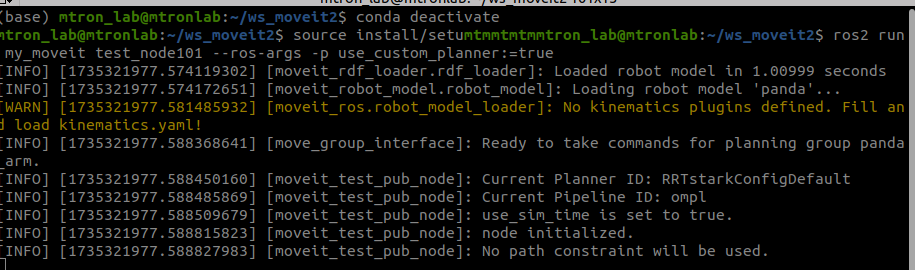 mtron_lab@mtronlab: ~/ws_moveit2 101x15
(base) mtron_lab@mtronlab:~/ws_moveit2$ conda deactivate
mtron_lab@mtronlab:~/ws_moveit2$ source install/setumtmmtmtmmtron_lab@mtronlab:~/ws_moveit2$ ros2 run
my_moveit test_node101 --ros-args -p use_custom_planner:=true
[INFO] [1735321977.574119302] [moveit_rdf_loader.rdf_loader]: Loaded robot model in 1.00999 seconds
[INFO] [1735321977.574172651] [moveit_robot_model.robot_model]: Loading robot model 'panda'...
[WARN] [1735321977.581485932] [moveit_ros.robot_model_loader]: No kinematics plugins defined. Fill an
d load kinematics.yaml!
[INFO] [1735321977.588368641] [move_group_interface]: Ready to take commands for planning group panda
_arm.
[INFO] [1735321977.588450160] [moveit_test_pub_node]: Current Planner ID: RRTstarkConfigDefault
[INFO] [1735321977.588485869] [moveit_test_pub_node]: Current Pipeline ID: ompl
[INFO] [1735321977.588509679] [moveit_test_pub_node]: use_sim_time is set to true.
[INFO] [1735321977.588815823] [moveit_test_pub_node]: node initialized.
[INFO] [1735321977.588827983] [moveit_test_pub_node]: No path constraint will be used.